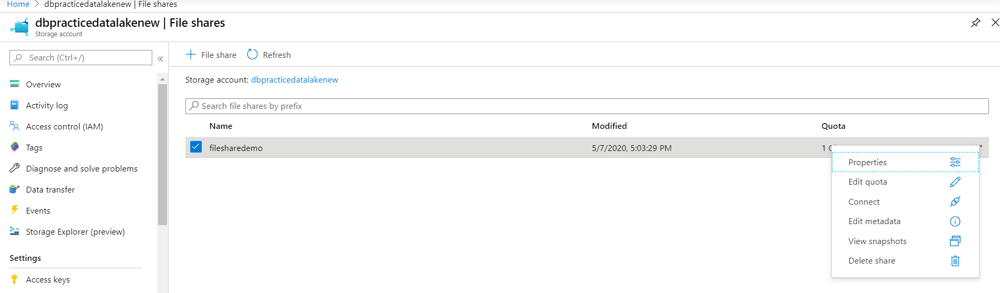 Home > dbpracticedatalakenew | File shares
dbpracticedatalakenew | File shares
Storage account
Search (Ctrl+/)
«
Overview
Activity log
Access control (IAM)
Tags
Diagnose and solve problems
Data transfer
Events
Storage Explorer (preview)
Settings
Access keys
+ File share Refresh
Storage account: dbpracticedatalakenew
Search file shares by prefix
Name Modified Quota
filesharedemo 5/7/2020, 5:03:29 PM 1
Properties
Edit quota
Connect
Edit metadata
View snapshots
Delete share